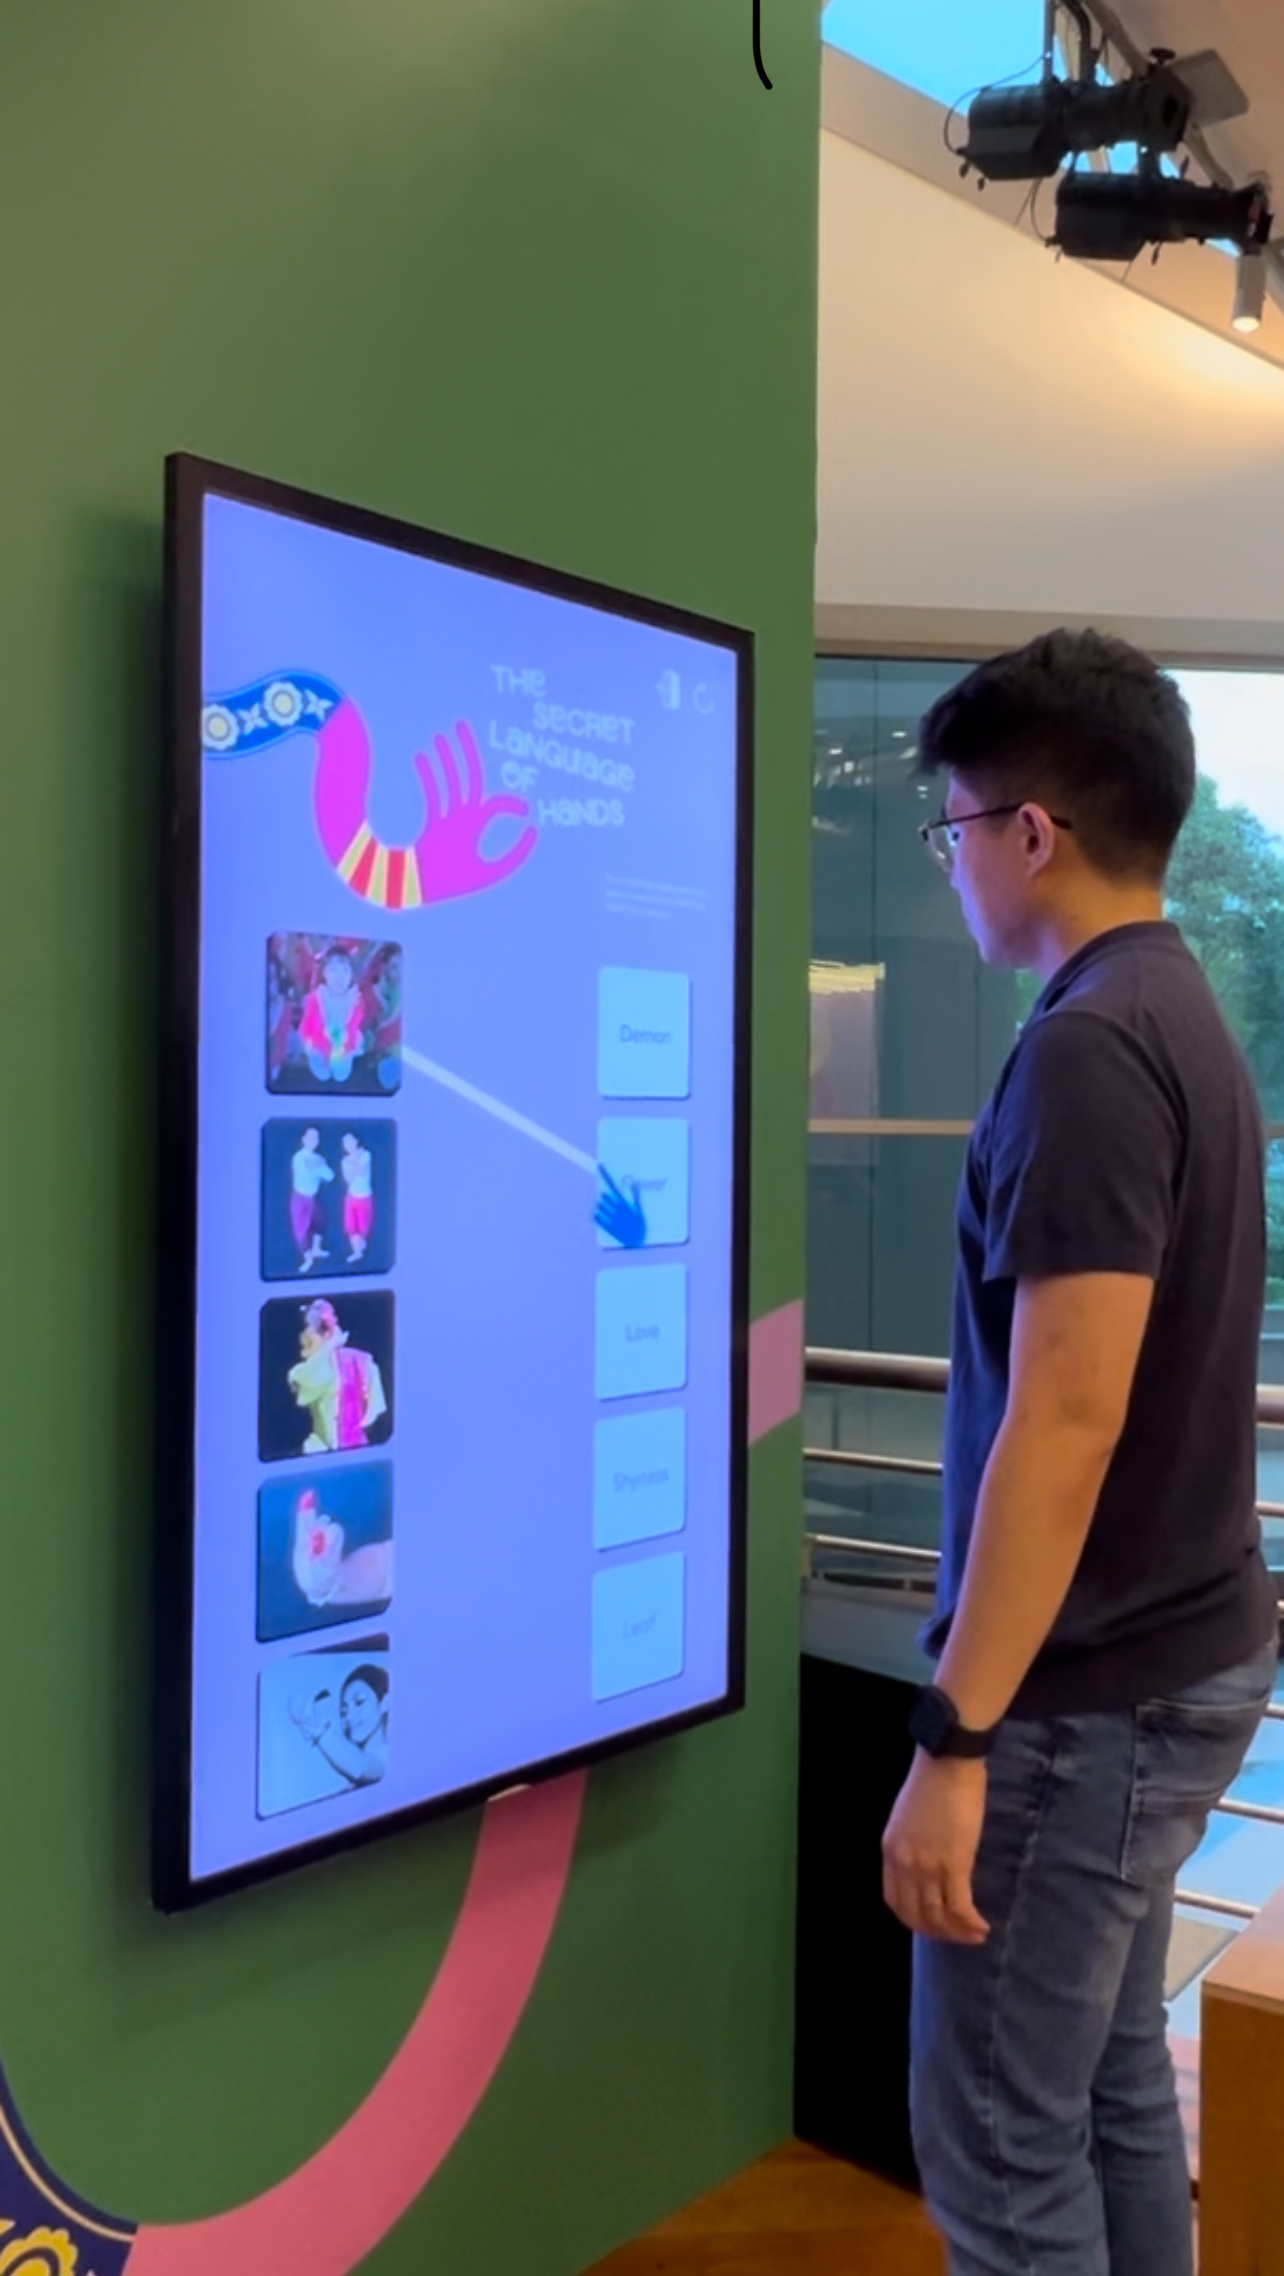 THE
SECRET
LANGUAGE
OF
HANDS
Demon
Flower
Love
Shyness
Leaf